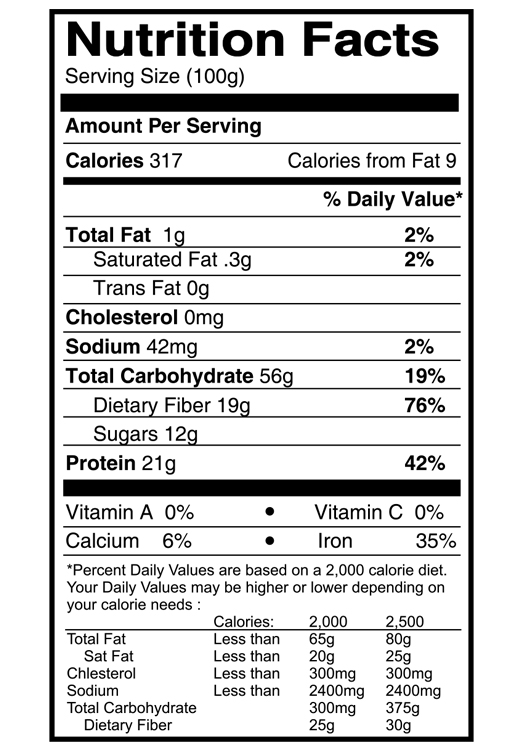 Nutrition Facts
Serving Size (100g)
Amount Per Serving
Calories 317 Calories from Fat 9
% Daily Value*
Total Fat 1g 2%
Saturated Fat .3g 2%
Trans Fat 0g
Cholesterol 0mg
Sodium 42mg 2%
Total Carbohydrate 56g 19%
Dietary Fiber 19g 76%
Sugars 12g
Protein 21g 42%
Vitamin A 0% • Vitamin C 0%
Calcium 6% • Iron 35%
*Percent Daily Values are based on a 2,000 calorie diet.
Your Daily Values may be higher or lower depending on
your calorie needs :
Calories: 2,000 2,500
Total Fat Less than 65g 80g
Sat Fat Less than 20g 25g
Chlesterol Less than 300mg 300mg
Sodium Less than 2400mg 2400mg
Total Carbohydrate 300mg 375g
Dietary Fiber 25g 30g